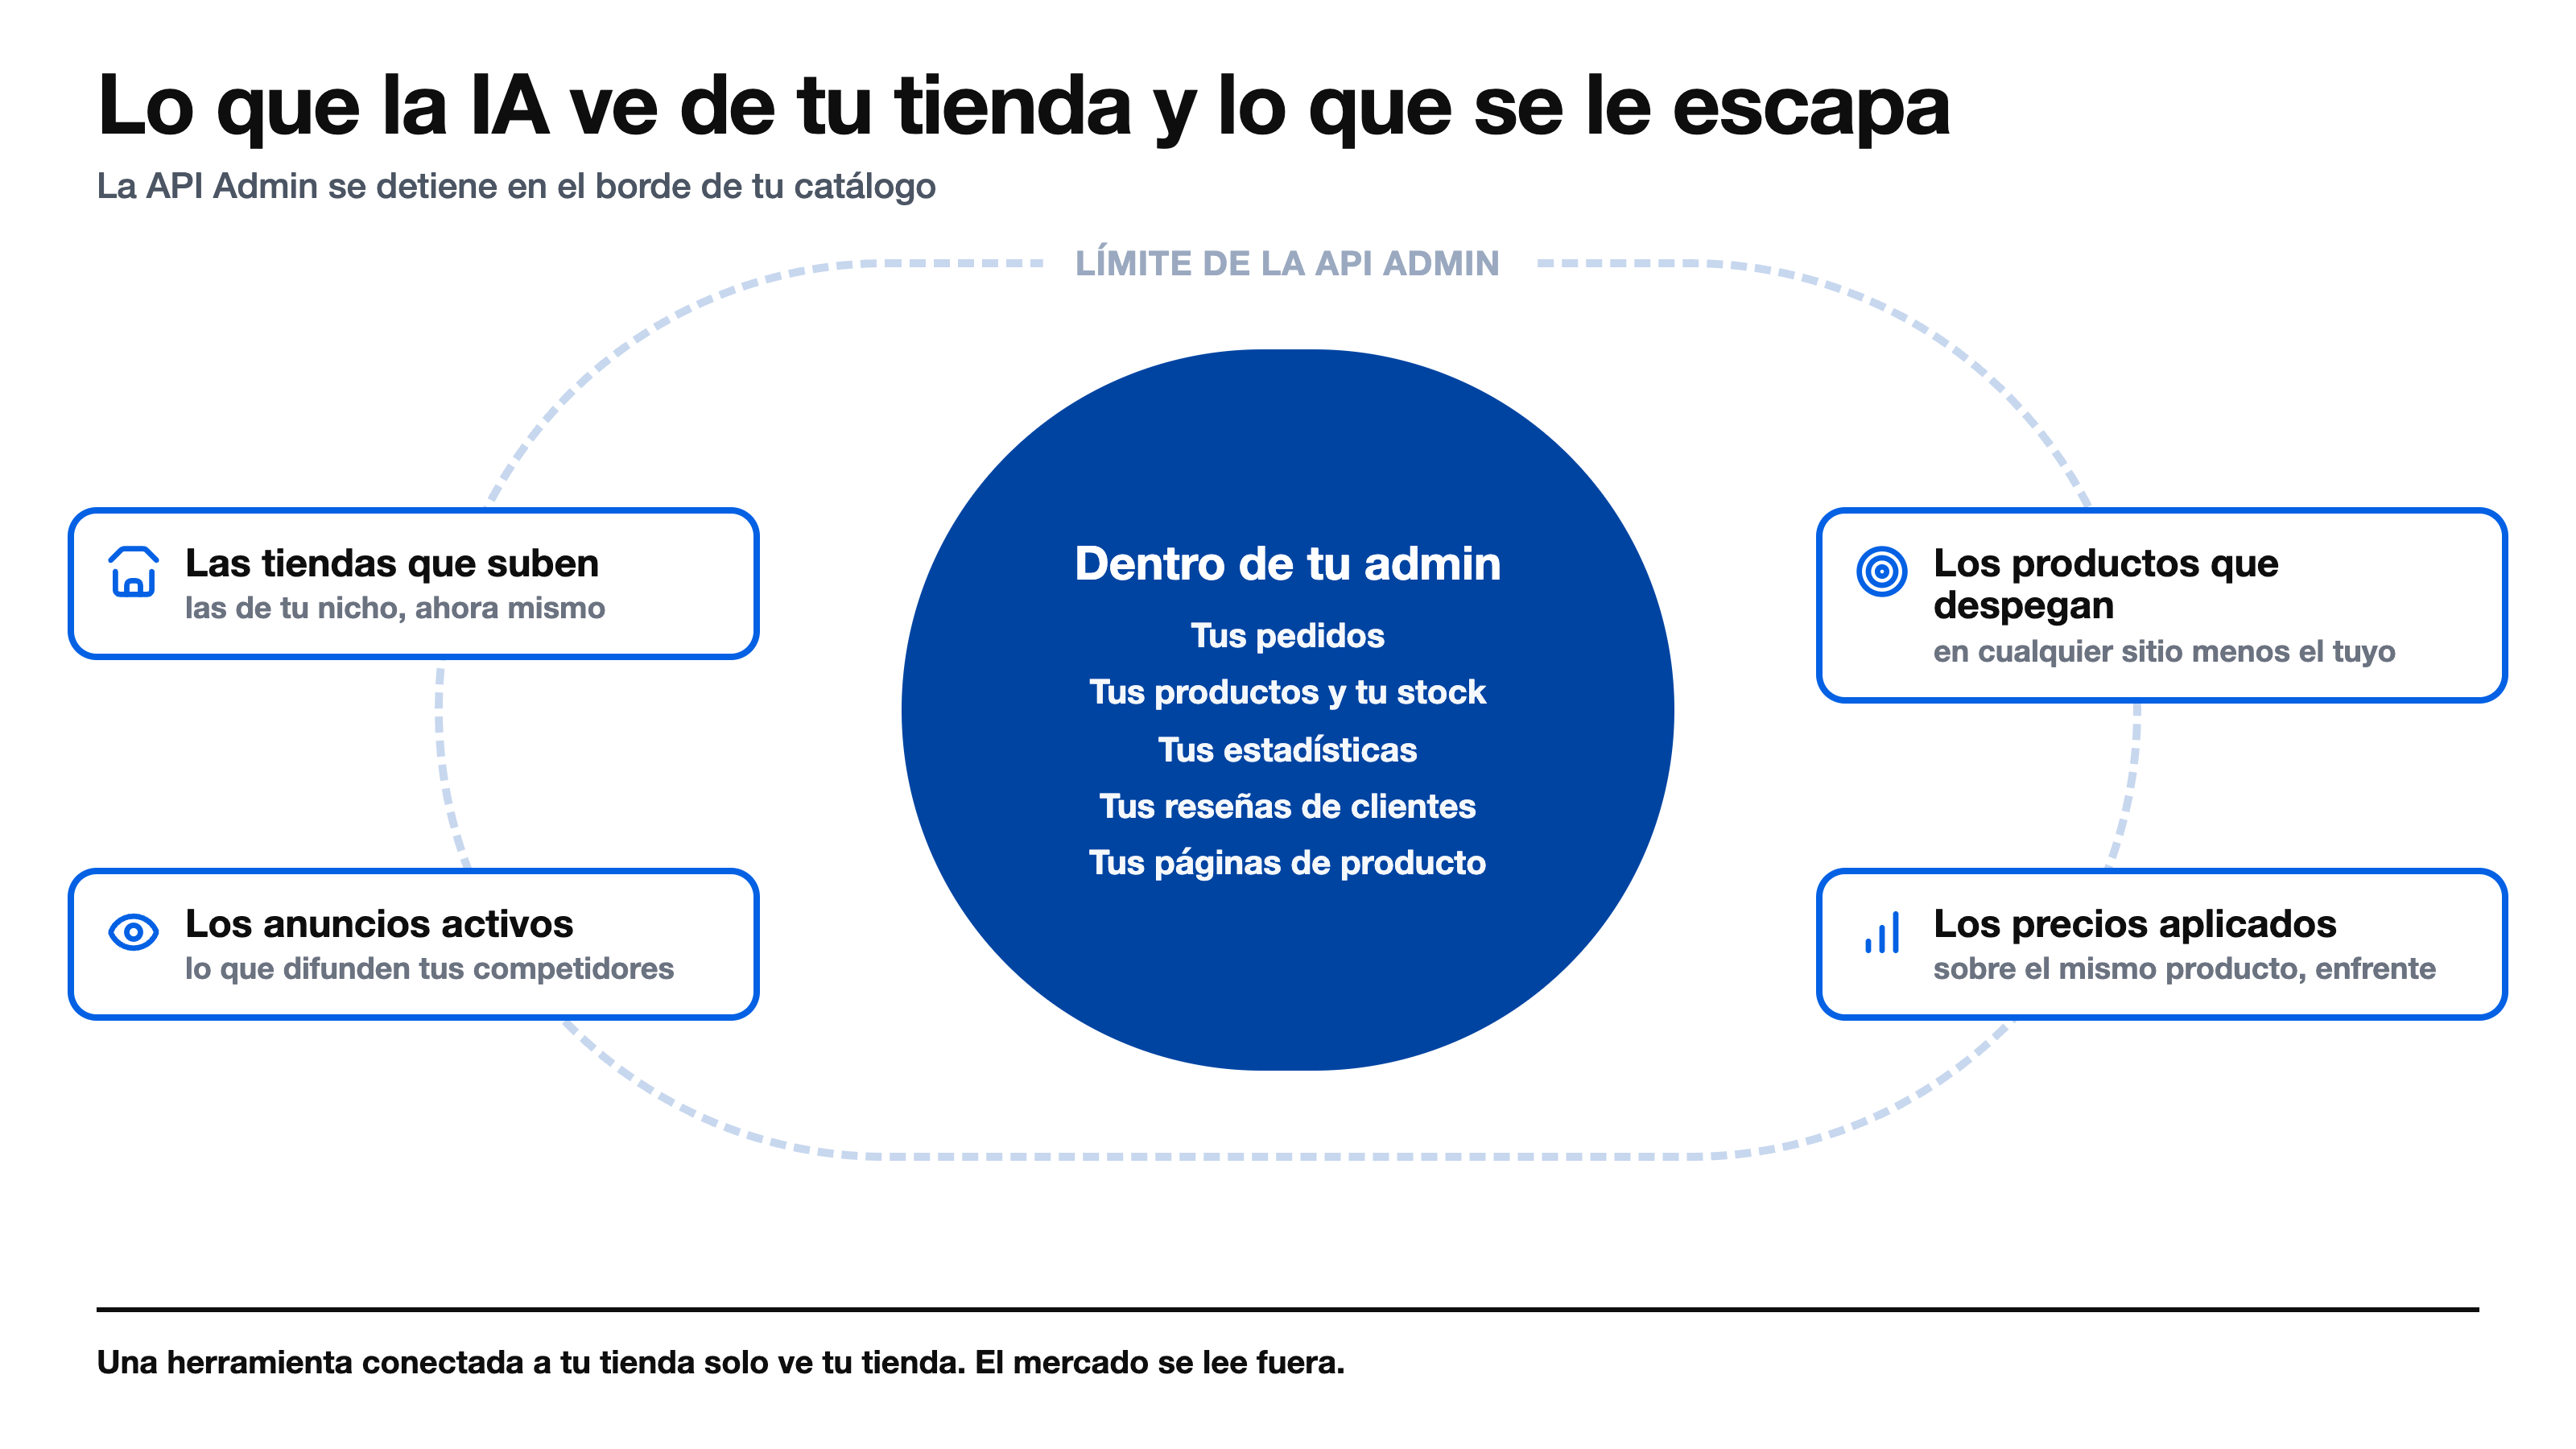 Lo que la IA ve de tu tienda y lo que se le escapa
La API Admin se detiene en el borde de tu catálogo
LÍMITE DE LA API ADMIN
Las tiendas que suben
las de tu nicho, ahora mismo
Los anuncios activos
lo que difunden tus competidores
Dentro de tu admin
Tus pedidos
Tus productos y tu stock
Tus estadísticas
Tus reseñas de clientes
Tus páginas de producto
Los productos que
despegan
en cualquier sitio menos el tuyo
Los precios aplicados
sobre el mismo producto, enfrente
Una herramienta conectada a tu tienda solo ve tu tienda. El mercado se lee fuera.